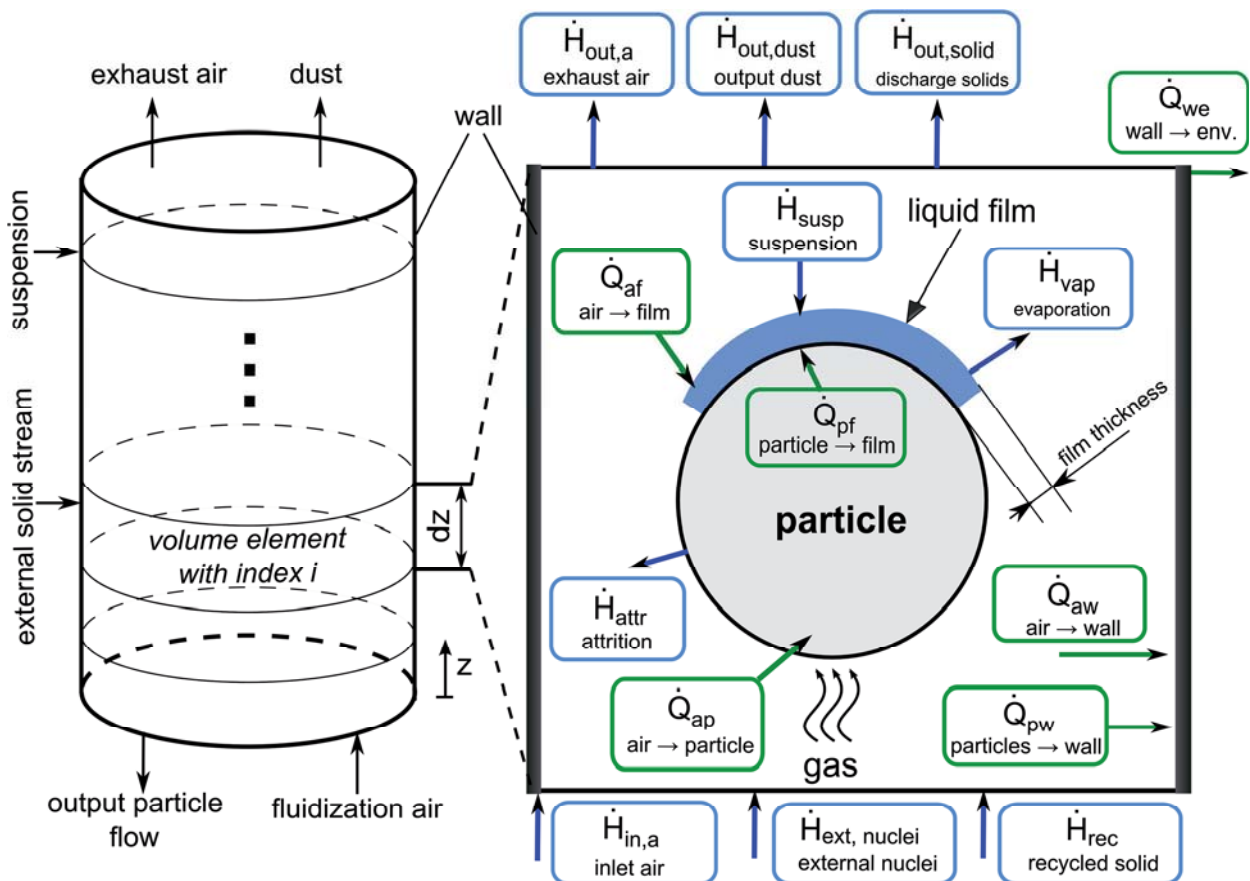 exhaust air
dust
wall
suspension
external solid stream
volume element
with index i
dz
z
output particle
flow
fluidization air
Ḣout,a
exhaust air
Ḣout,dust
output dust
Ḣout,solid
discharge solids
Q̇we
wall → env.
Ḣsusp
suspension
liquid film
Q̇af
air → film
Ḣvap
evaporation
Q̇pf
particle → film
film thickness
particle
Ḣattr
attrition
Q̇aw
air → wall
Q̇ap
air → particle
Q̇pw
particles → wall
gas
Ḣin,a
inlet air
Ḣext, nuclei
external nuclei
Ḣrec
recycled solid